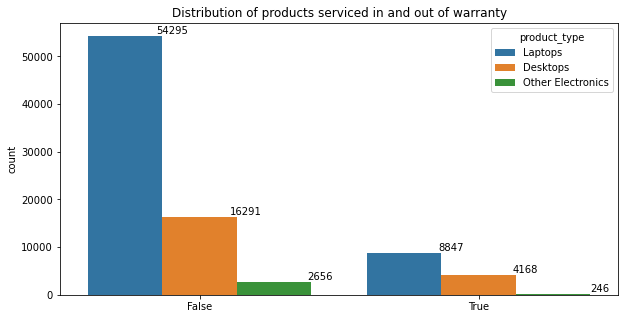 Distribution of products serviced in and out of warranty
product_type
Laptops
Desktops
Other Electronics
count
50000
40000
30000
20000
10000
0
54295
16291
2656
8847
4168
246
False
True